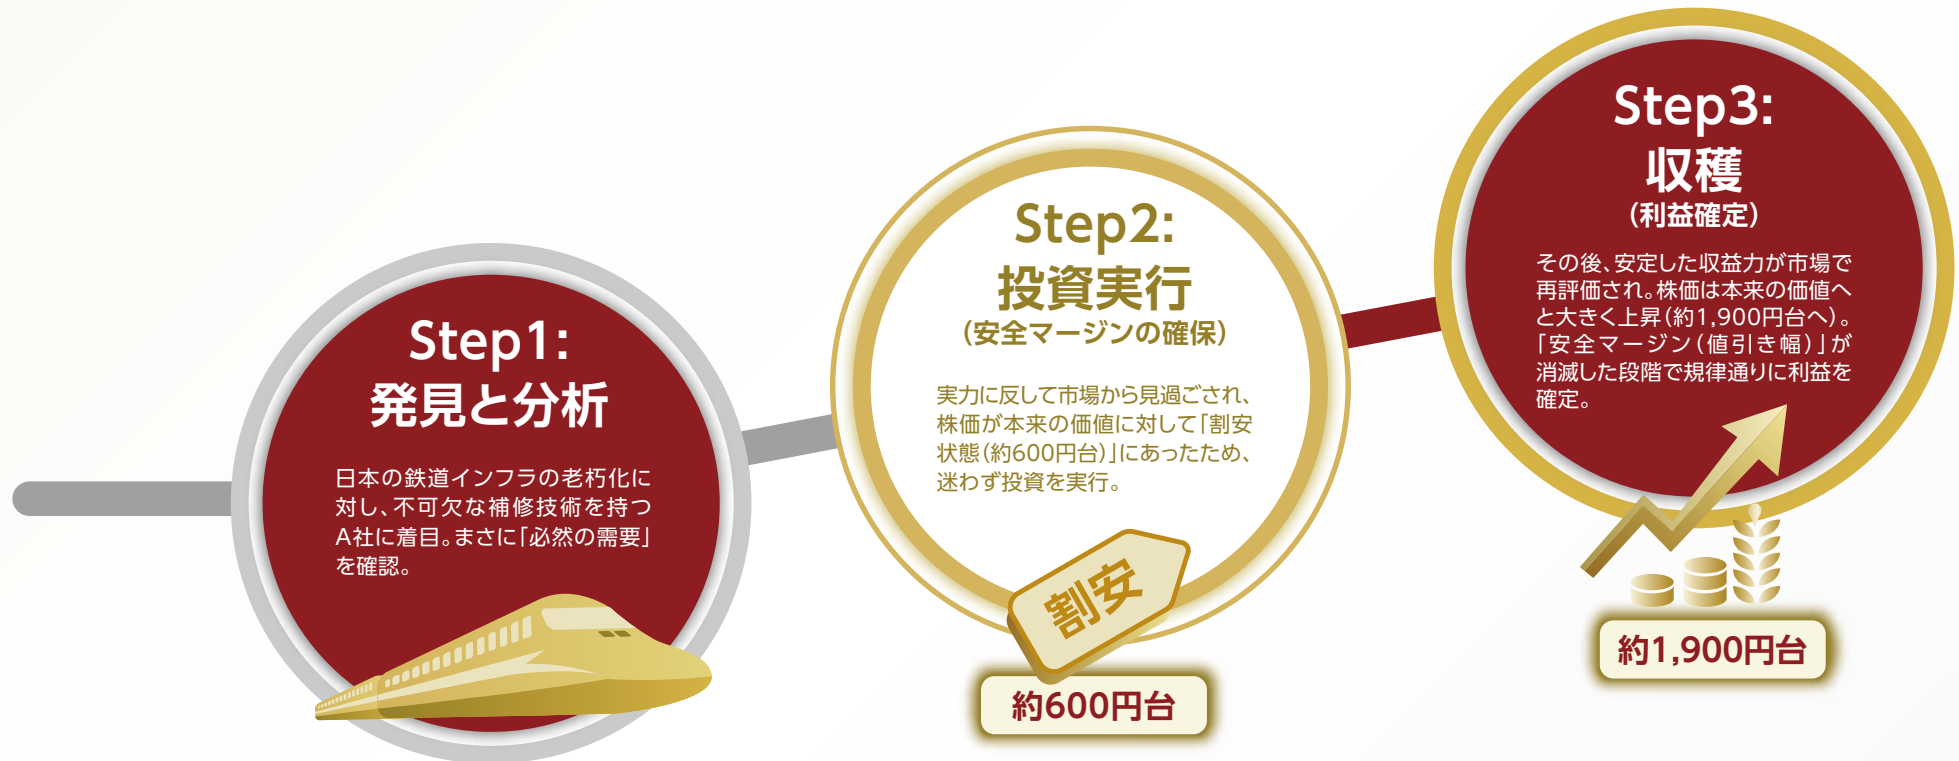 Step1:
発見と分析
日本の鉄道インフラの老朽化に
対し、不可欠な補修技術を持つ
A社に着目。まさに「必然の需要」
を確認。
Step2:
投資実行
（安全マージンの確保）
実力に反して市場から見過ごされ、
株価が本来の価値に対して「割安
状態（約600円台）」にあったため、
迷わず投資を実行。
割安
約600円台
Step3:
収穫
（利益確定）
その後、安定した収益力が市場で
再評価され。株価は本来の価値へ
と大きく上昇（約1,900円台へ）。
「安全マージン（値引き幅）」が
消滅した段階で規律通りに利益を
確定。
約1,900円台